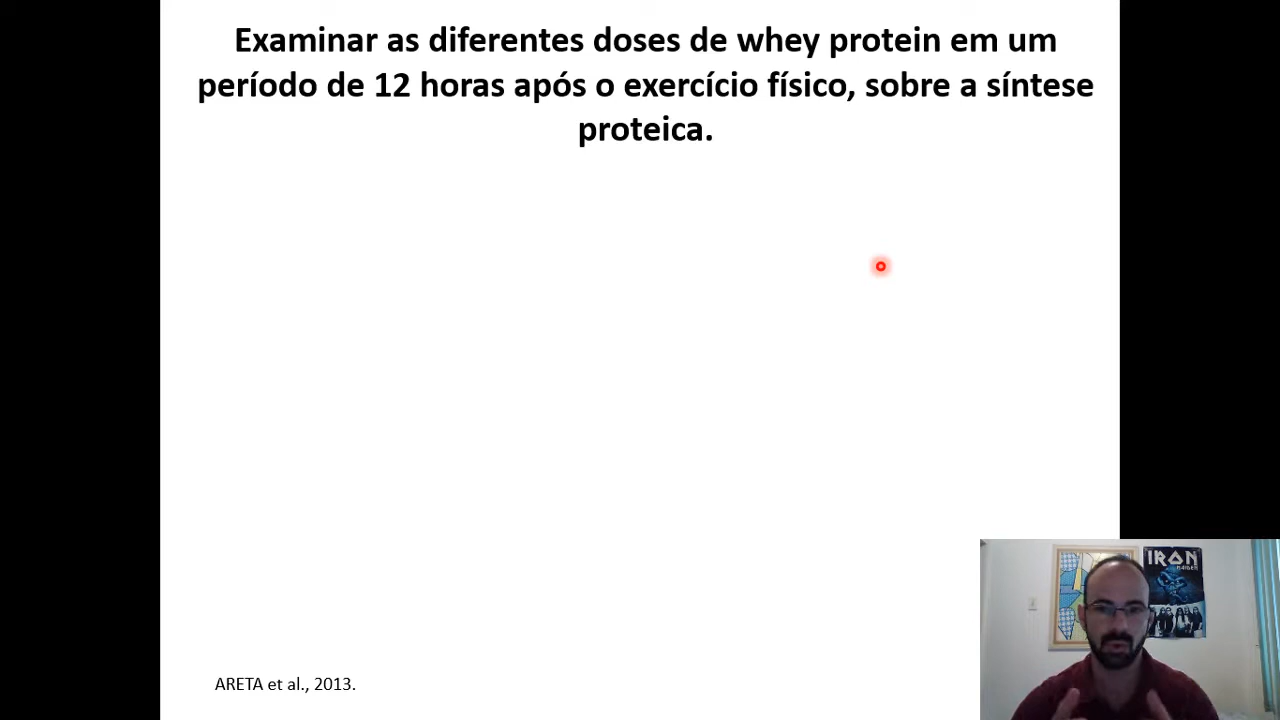 Examinar as diferentes doses de whey protein em um
período de 12 horas após o exercício físico, sobre a síntese
proteica.
IRON
MAIDEN
ARETA et al., 2013.